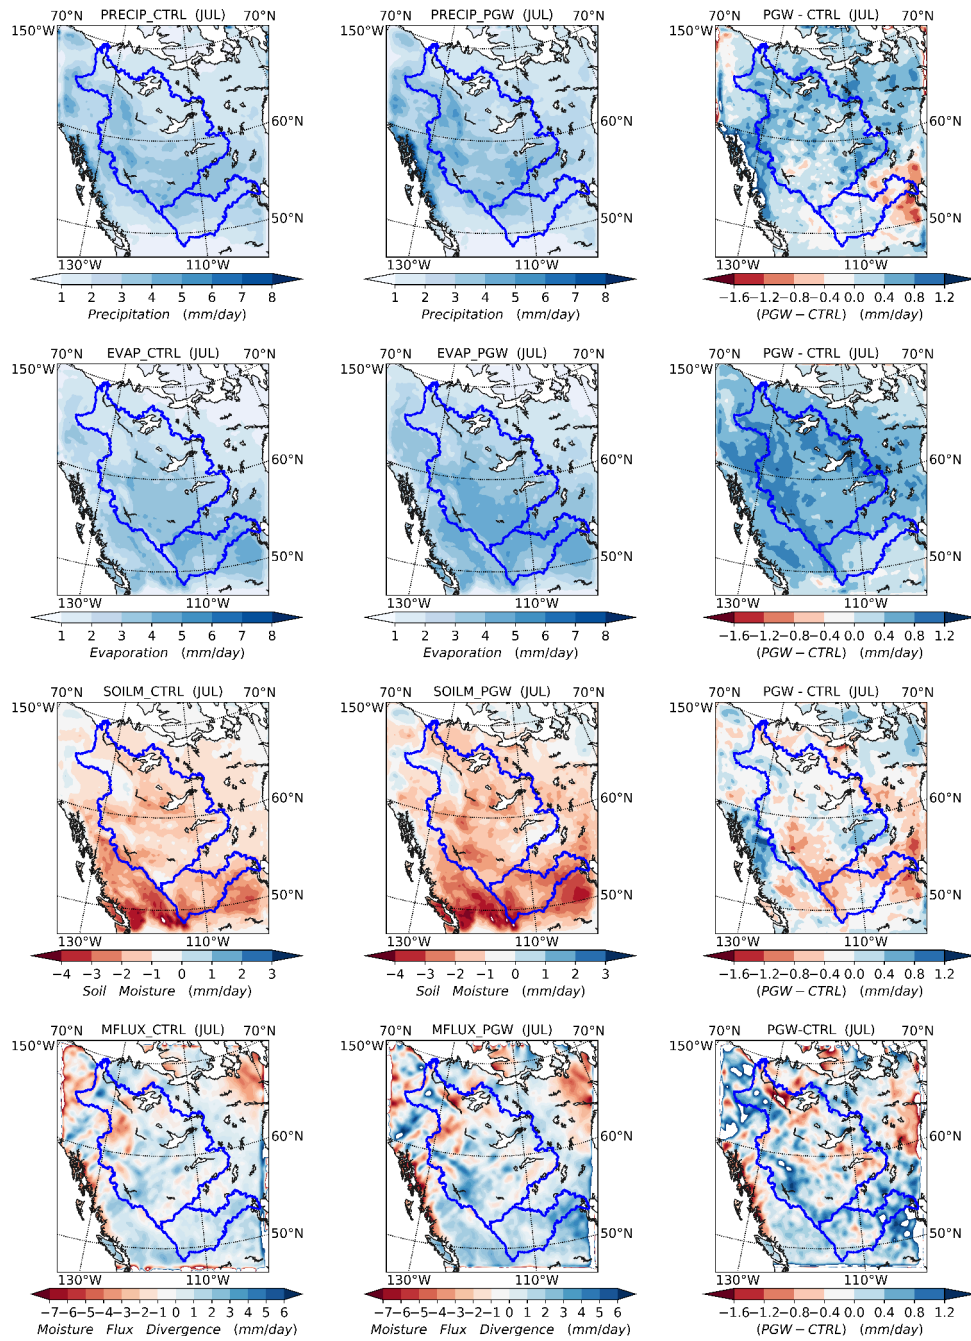 PRECIP_CTRL (JUL)
70°N 70°N
150°W
60°N
50°N
130°W 110°W
1 2 3 4 5 6 7 8
Precipitation (mm/day)
PRECIP_PGW (JUL)
70°N 70°N
150°W
60°N
50°N
130°W 110°W
1 2 3 4 5 6 7 8
Precipitation (mm/day)
PGW - CTRL (JUL)
70°N 70°N
150°W
60°N
50°N
130°W 110°W
−1.6−1.2−0.8−0.4 0.0 0.4 0.8 1.2
(PGW−CTRL) (mm/day)
EVAP_CTRL (JUL)
70°N 70°N
150°W
60°N
50°N
130°W 110°W
1 2 3 4 5 6 7 8
Evaporation (mm/day)
EVAP_PGW (JUL)
70°N 70°N
150°W
60°N
50°N
130°W 110°W
1 2 3 4 5 6 7 8
Evaporation (mm/day)
PGW - CTRL (JUL)
70°N 70°N
150°W
60°N
50°N
130°W 110°W
−1.6−1.2−0.8−0.4 0.0 0.4 0.8 1.2
(PGW−CTRL) (mm/day)
SOILM_CTRL (JUL)
70°N 70°N
150°W
60°N
50°N
130°W 110°W
−4 −3 −2 −1 0 1 2 3
Soil Moisture (mm/day)
SOILM_PGW (JUL)
70°N 70°N
150°W
60°N
50°N
130°W 110°W
−4 −3 −2 −1 0 1 2 3
Soil Moisture (mm/day)
PGW - CTRL (JUL)
70°N 70°N
150°W
60°N
50°N
130°W 110°W
−1.6−1.2−0.8−0.4 0.0 0.4 0.8 1.2
(PGW−CTRL) (mm/day)
MFLUX_CTRL (JUL)
70°N 70°N
150°W
60°N
50°N
130°W 110°W
−7−6−5−4−3−2−1 0 1 2 3 4 5 6
Moisture Flux Divergence (mm/day)
MFLUX_PGW (JUL)
70°N 70°N
150°W
60°N
50°N
130°W 110°W
−7−6−5−4−3−2−1 0 1 2 3 4 5 6
Moisture Flux Divergence (mm/day)
PGW-CTRL (JUL)
70°N 70°N
150°W
60°N
50°N
130°W 110°W
−1.6−1.2−0.8−0.4 0.0 0.4 0.8 1.2
(PGW−CTRL) (mm/day)